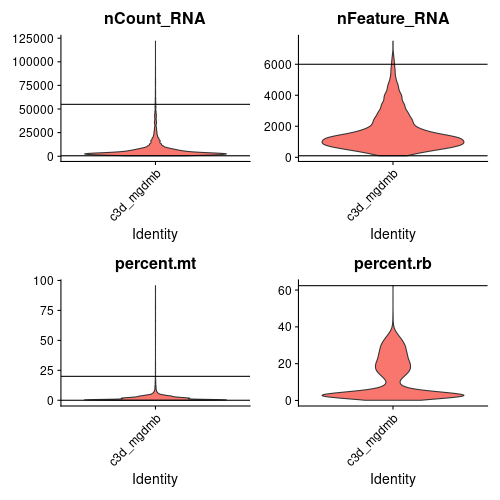 nCount_RNA
125000
100000
75000
50000
25000
0
c3d_mgdmb
Identity
nFeature_RNA
6000
4000
2000
0
c3d_mgdmb
Identity
percent.mt
100
75
50
25
0
c3d_mgdmb
Identity
percent.rb
60
40
20
0
c3d_mgdmb
Identity